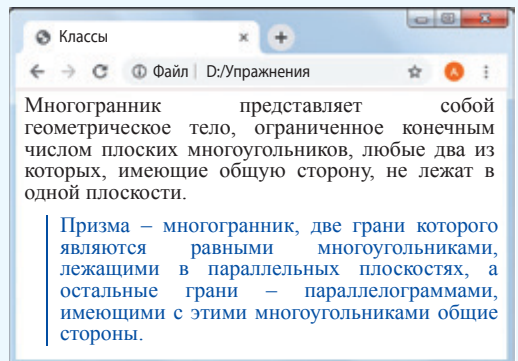 Классы
Файл D:/Упражнения А
Многогранник представляет собой
геометрическое тело, ограниченное конечным
числом плоских многоугольников, любые два из
которых, имеющие общую сторону, не лежат в
одной плоскости.
Призма – многогранник, две грани которого
являются равными многоугольниками,
лежащими в параллельных плоскостях, а
остальные грани – параллелограммами,
имеющими с этими многоугольниками общие
стороны.